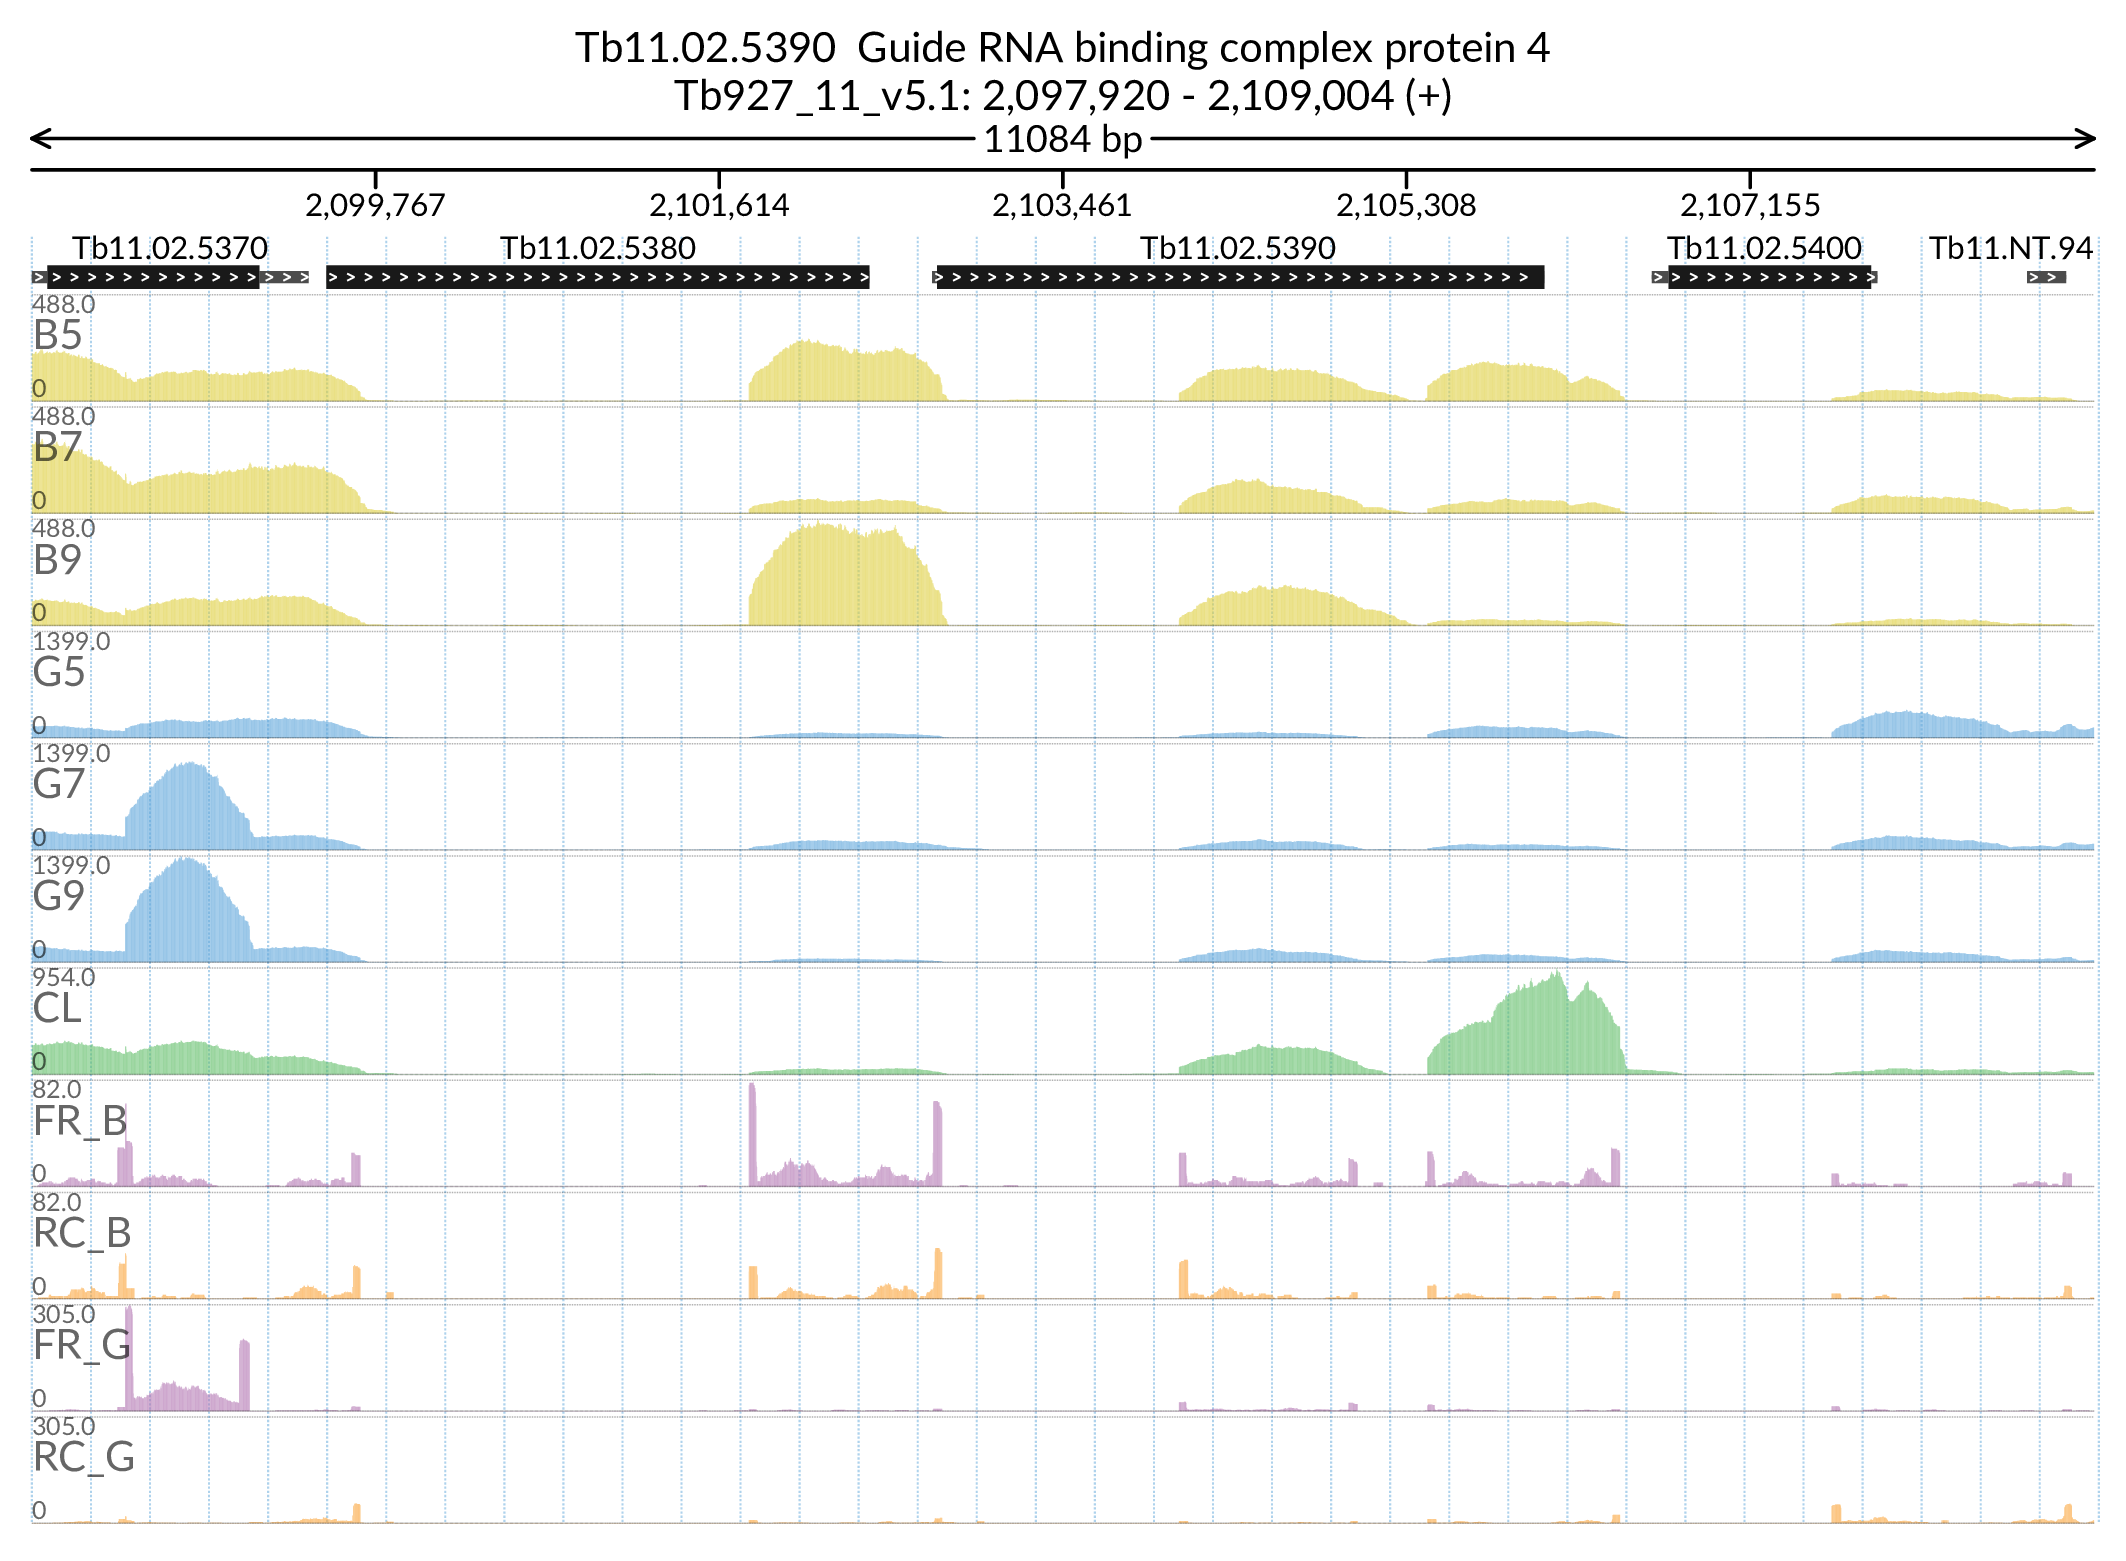 Tb11.02.5390  Guide RNA binding complex protein 4
Tb927_11_v5.1: 2,097,920 - 2,109,004 (+)
11084 bp
2,099,767 2,101,614 2,103,461 2,105,308 2,107,155
Tb11.02.5370 Tb11.02.5380 Tb11.02.5390 Tb11.02.5400 Tb11.NT.94
488.0
B5
0
488.0
B7
0
488.0
B9
0
1399.0
G5
0
1399.0
G7
0
1399.0
G9
0
954.0
CL
0
82.0
FR_B
0
82.0
RC_B
0
305.0
FR_G
0
305.0
RC_G
0